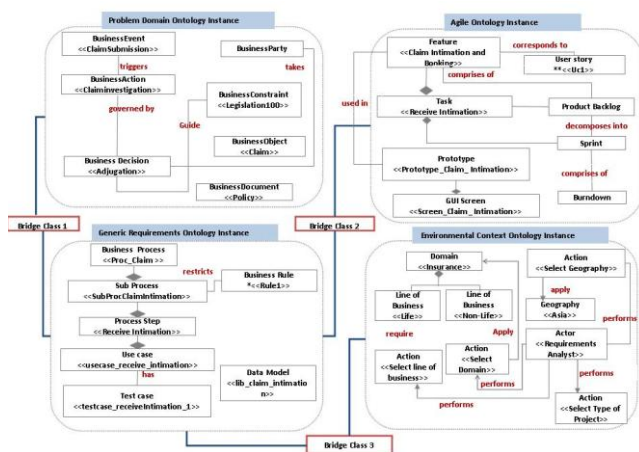 Problem Domain Ontology Instance
BusinessEvent
<<ClaimSubmission>>
BusinessParty
triggers
takes
BusinessAction
<<Claiminvestigation>>
BusinessConstraint
<<Legislation100>>
governed by
Guide
BusinessObject
<<Claim>>
Business Decision
<<Adjugation>>
BusinessDocument
<<Policy>>
Agile Ontology Instance
Feature
<<Claim Intimation and
Booking>>
corresponds to
User story
**<<Uc1>>
comprises of
used in
Task
<<Receive Intimation>>
Product Backlog
decomposes into
Sprint
Prototype
<<Prototype_Claim_ Intimation>>
comprises of
GUI Screen
<<Screen_Claim_ Intimation>>
Burndown
Bridge Class 1
Bridge Class 2
Generic Requirements Ontology Instance
Business Process
<<Proc_Claim>>
restricts
Sub Process
<<SubProcClaimIntimation>>
Business Rule
*<<Rule1>>
Process Step
<<Receive Intimation>>
Use case
<<usecase_receive_intimation>>
has
Data Model
<<lib_claim_intimatio
n>>
Test case
<<testcase_receiveIntimation_1>>
Environmental Context Ontology Instance
Domain
<<Insurance>>
Action
<<Select Geography>>
Line of
Business
<<Life>>
Line of
Business
<<Non-Life>>
apply
Geography
<<Asia>>
performs
require
Apply
Actor
<<Requirements
Analyst>>
Action
<<Select line of
business>>
Action
<<Select
Domain>>
performs
performs
performs
Action
<<Select Type of
Project>>
Bridge Class 3